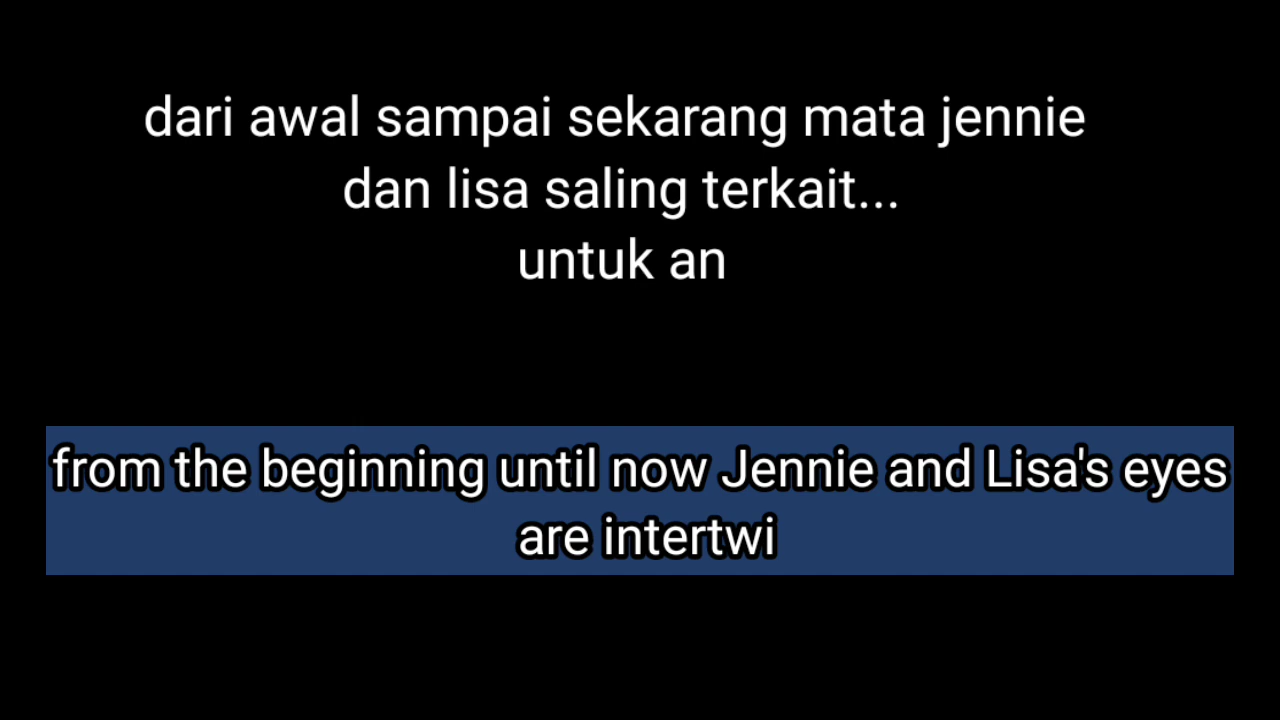 dari awal sampai sekarang mata jennie
dan lisa saling terkait...
untuk an
from the beginning until now Jennie and Lisa's eyes
are intertwi